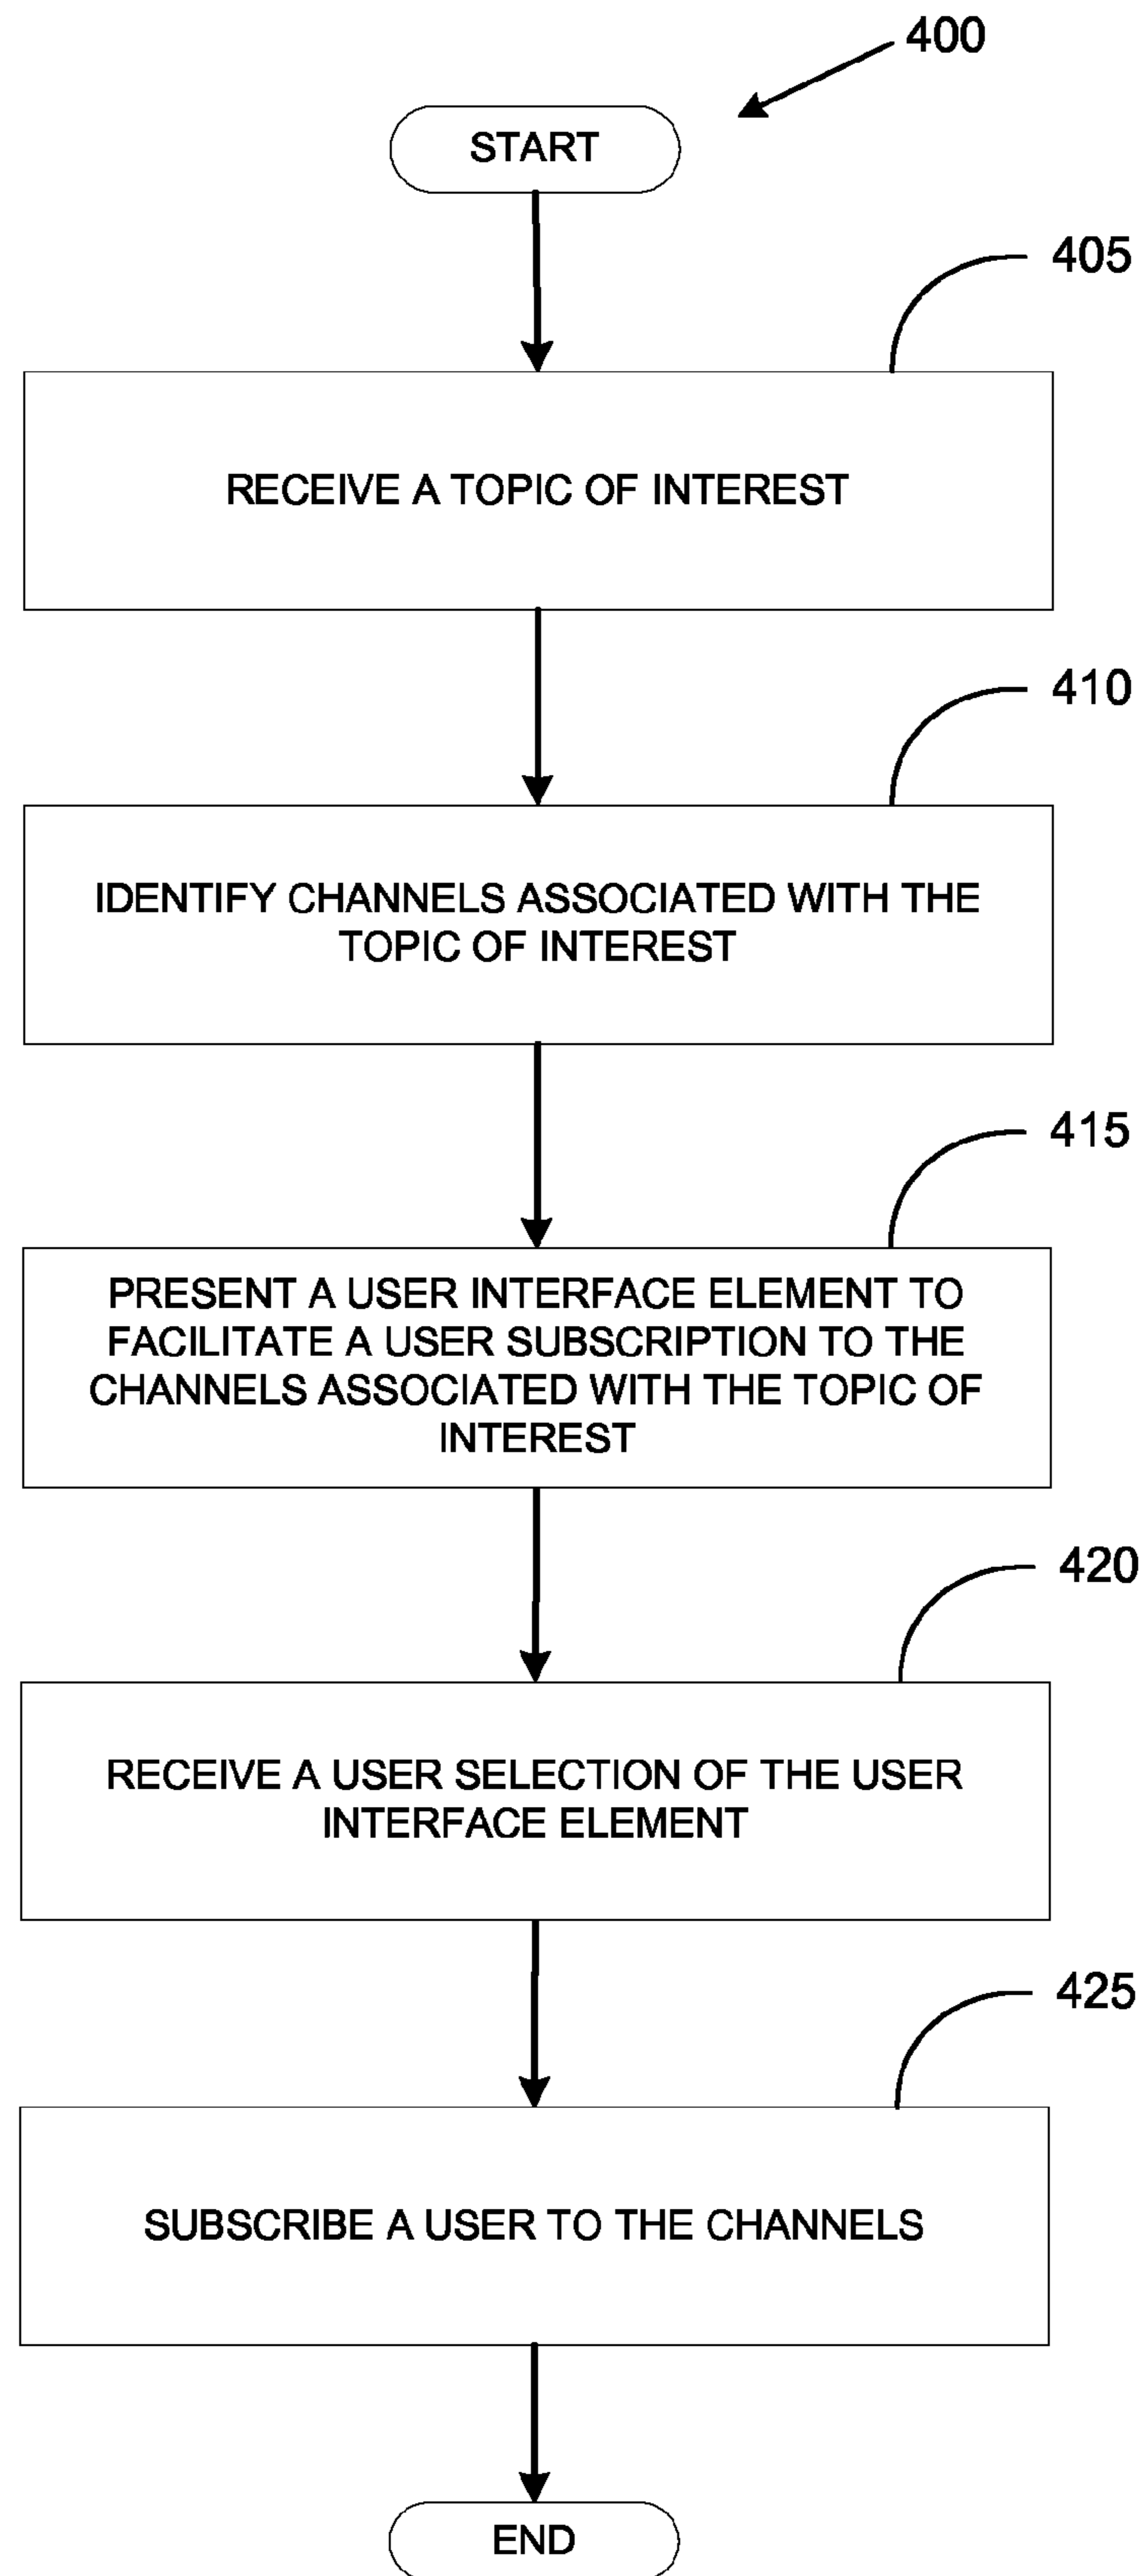 400
START
405
RECEIVE A TOPIC OF INTEREST
410
IDENTIFY CHANNELS ASSOCIATED WITH THE
TOPIC OF INTEREST
415
PRESENT A USER INTERFACE ELEMENT TO
FACILITATE A USER SUBSCRIPTION TO THE
CHANNELS ASSOCIATED WITH THE TOPIC OF
INTEREST
420
RECEIVE A USER SELECTION OF THE USER
INTERFACE ELEMENT
425
SUBSCRIBE A USER TO THE CHANNELS
END